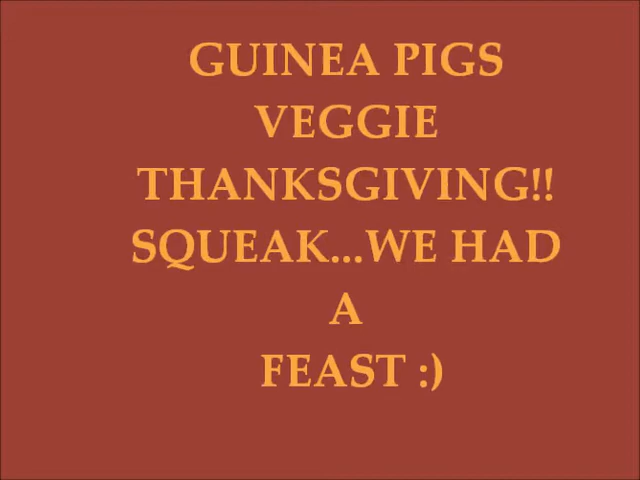 GUINEA PIGS
VEGGIE
THANKSGIVING!!
SQUEAK...WE HAD
A
FEAST :)